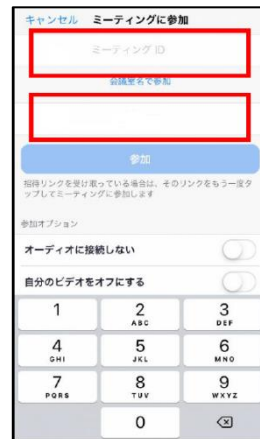 キャンセル ミーティングに参加
ミーティング ID
会議室名で参加
参加
招待リンクを受け取っている場合は、そのリンクをもう一度タ
ップしてミーティングに参加します
参加オプション
オーディオに接続しない
自分のビデオをオフにする
1 2 3
ABC DEF
4 5 6
GHI JKL MNO
7 8 9
PQRS TUV WXYZ
0